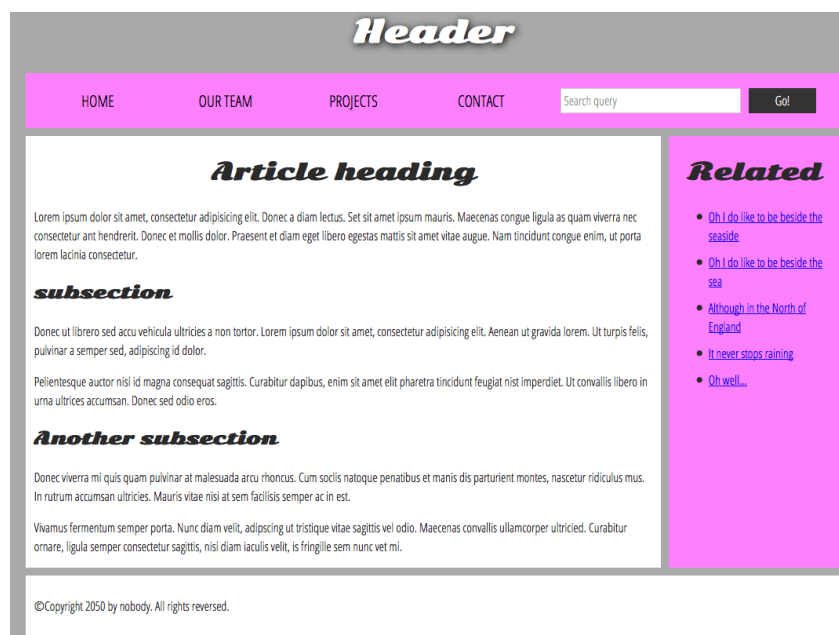 Header
HOME OUR TEAM PROJECTS CONTACT Search query Go!
Article heading
Lorem ipsum dolor sit amet, consectetur adipisicing elit. Donec a diam lectus. Set sit amet ipsum mauris. Maecenas congue ligula as quam viverra nec
consectetur ant hendrerit. Donec et mollis dolor. Praesent et diam eget libero egestas mattis sit amet vitae augue. Nam tincidunt congue enim, ut porta
lorem lacinia consectetur.
subsection
Donec ut librero sed accu vehicula ultricies a non tortor. Lorem ipsum dolor sit amet, consectetur adipisicing elit. Aenean ut gravida lorem. Ut turpis felis,
pulvinar a semper sed, adipiscing id dolor.
Pelientesque auctor nisi id magna consequat sagittis. Curabitur dapibus, enim sit amet elit pharetra tincidunt feugiat nist imperdiet. Ut convallis libero in
urna ultrices accumsan. Donec sed odio eros.
Another subsection
Donec viverra mi quis quam pulvinar at malesuada arcu rhoncus. Cum soclis natoque penatibus et manis dis parturient montes, nascetur ridiculus mus.
In rutrum accumsan ultricies. Mauris vitae nisi at sem facilisis semper ac in est.
Vivamus fermentum semper porta. Nunc diam velit, adipscing ut tristique vitae sagittis vel odio. Maecenas convallis ullamcorper ultricied. Curabitur
ornare, ligula semper consectetur sagittis, nisi diam iaculis velit, is fringille sem nunc vet mi.
Related
Oh I do like to be beside the
seaside
Oh I do like to be beside the
sea
Although in the North of
England
It never stops raining
Oh well...
©Copyright 2050 by nobody. All rights reversed.